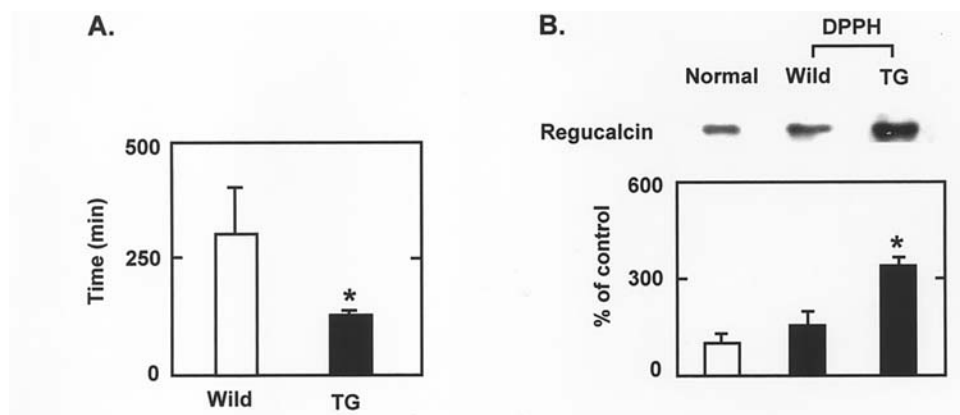 A.
Time (min)
500
250
0
*
Wild TG
B.
DPPH
Normal Wild TG
Regucalcin
% of control
600
300
0
*